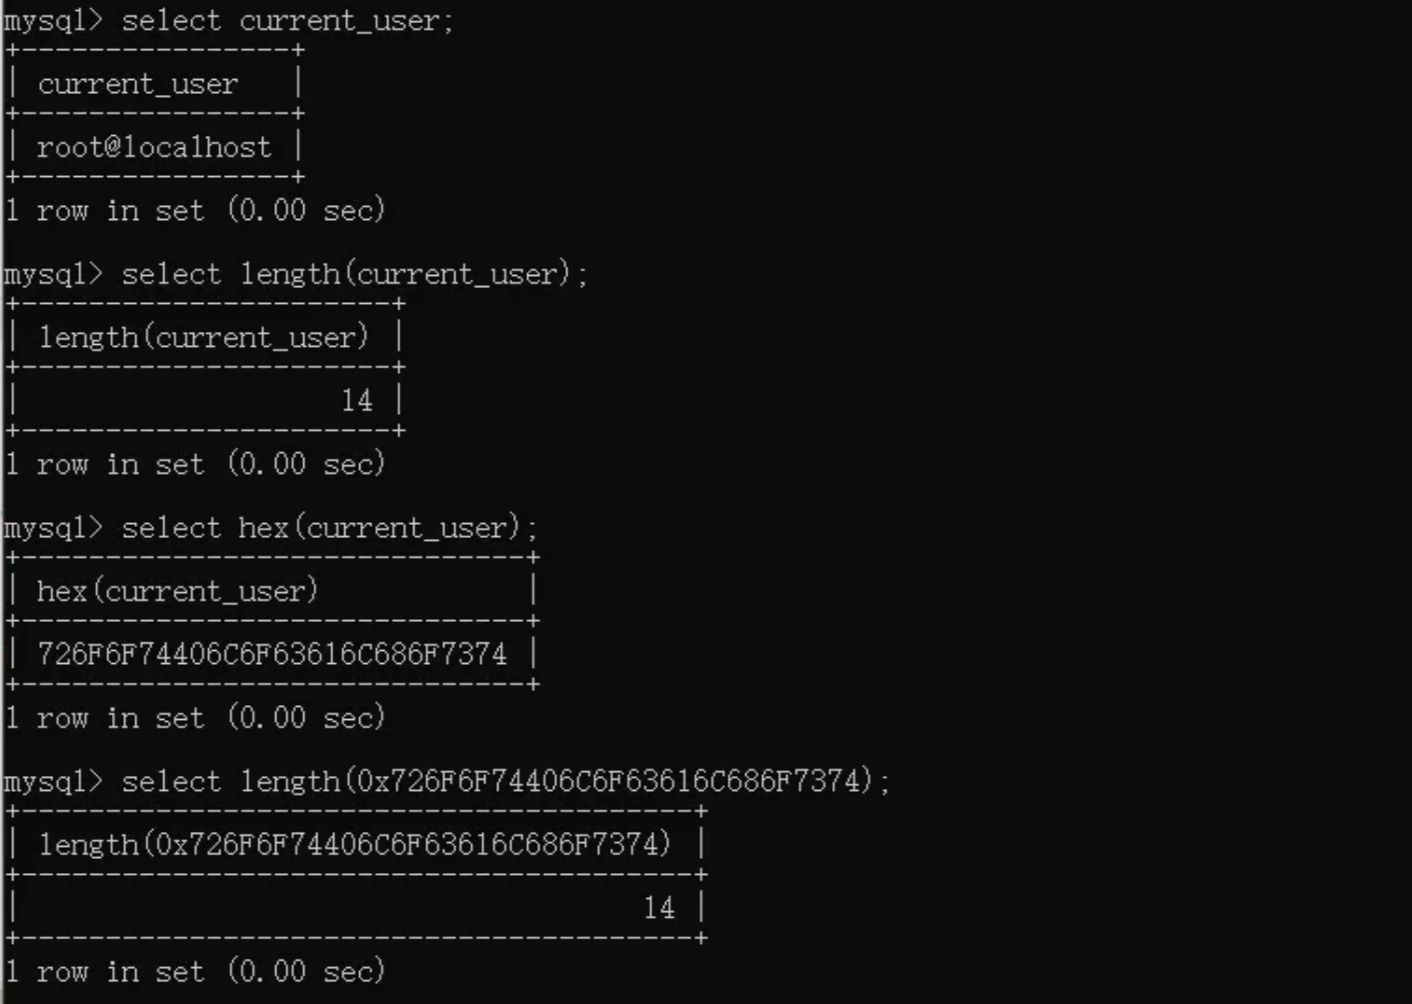 mysql> select current_user;
+----------------+
| current_user   |
+----------------+
| root@localhost |
+----------------+
1 row in set (0.00 sec)
mysql> select length(current_user);
+----------------------+
| length(current_user) |
+----------------------+
|                   14 |
+----------------------+
1 row in set (0.00 sec)
mysql> select hex(current_user);
+------------------------------+
| hex(current_user)            |
+------------------------------+
| 726F6F74406C6F63616C686F7374 |
+------------------------------+
1 row in set (0.00 sec)
mysql> select length(0x726F6F74406C6F63616C686F7374);
+----------------------------------------+
| length(0x726F6F74406C6F63616C686F7374) |
+----------------------------------------+
|                                     14 |
+----------------------------------------+
1 row in set (0.00 sec)